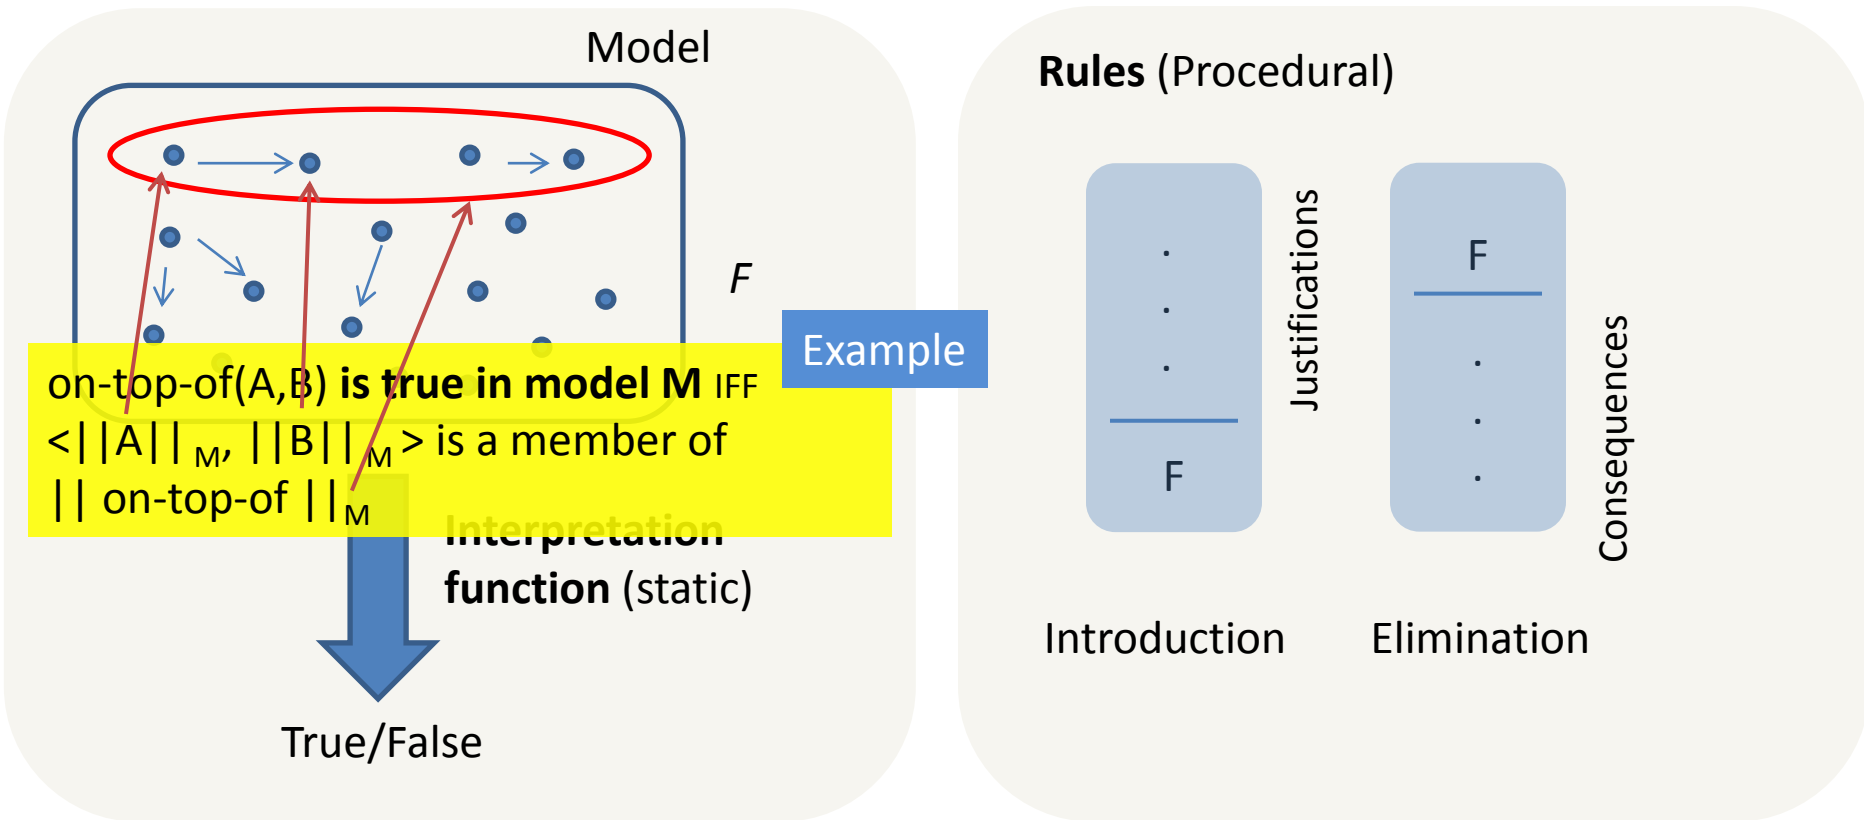 Model
F
Example
on-top-of(A,B) is true in model M IFF
<||A|| M, ||B|| M > is a member of
|| on-top-of ||M
Interpretation
function (static)
True/False
Rules (Procedural)
.
.
.
F
Justifications
Introduction
F
.
.
.
Consequences
Elimination